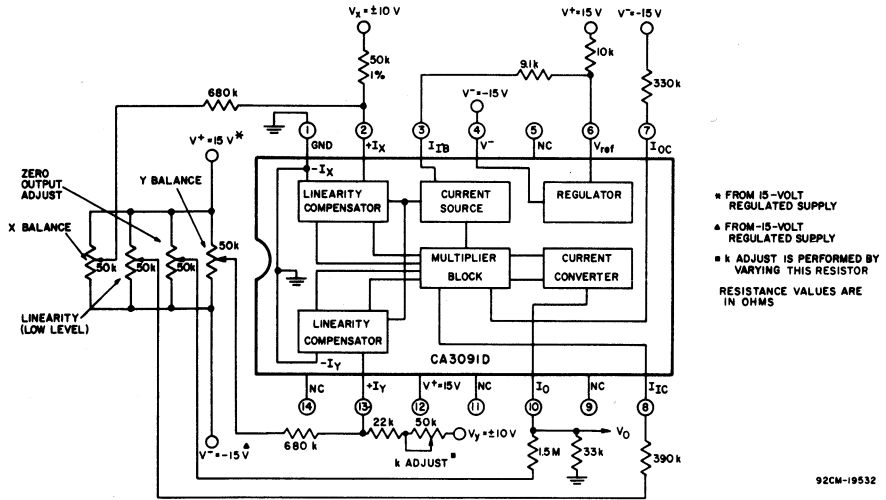 Vx = ±10 V
V+ = 15 V
V- = -15 V
50k
1%
10k
9.1k
330k
680k
V- = -15 V
1
2
3
4
5
6
7
GND
+Ix
IIB
V-
NC
Vref
IOC
V+ = 15 V*
ZERO
OUTPUT
ADJUST
Y BALANCE
X BALANCE
50k
50k
50k
50k
LINEARITY
(LOW LEVEL)
-Ix
LINEARITY
COMPENSATOR
CURRENT
SOURCE
REGULATOR
MULTIPLIER
BLOCK
CURRENT
CONVERTER
LINEARITY
COMPENSATOR
-IY
CA3091D
* FROM 15-VOLT
REGULATED SUPPLY
▲ FROM-15-VOLT
REGULATED SUPPLY
■ k ADJUST IS PERFORMED BY
VARYING THIS RESISTOR
RESISTANCE VALUES ARE
IN OHMS
NC
+IY
V+ = 15 V
NC
IO
NC
IIC
14
13
12
11
10
9
8
V- = -15 V▲
680k
22k
50k
Vy = ±10 V
k ADJUST■
1.5M
33k
VO
390k
92CM-19532